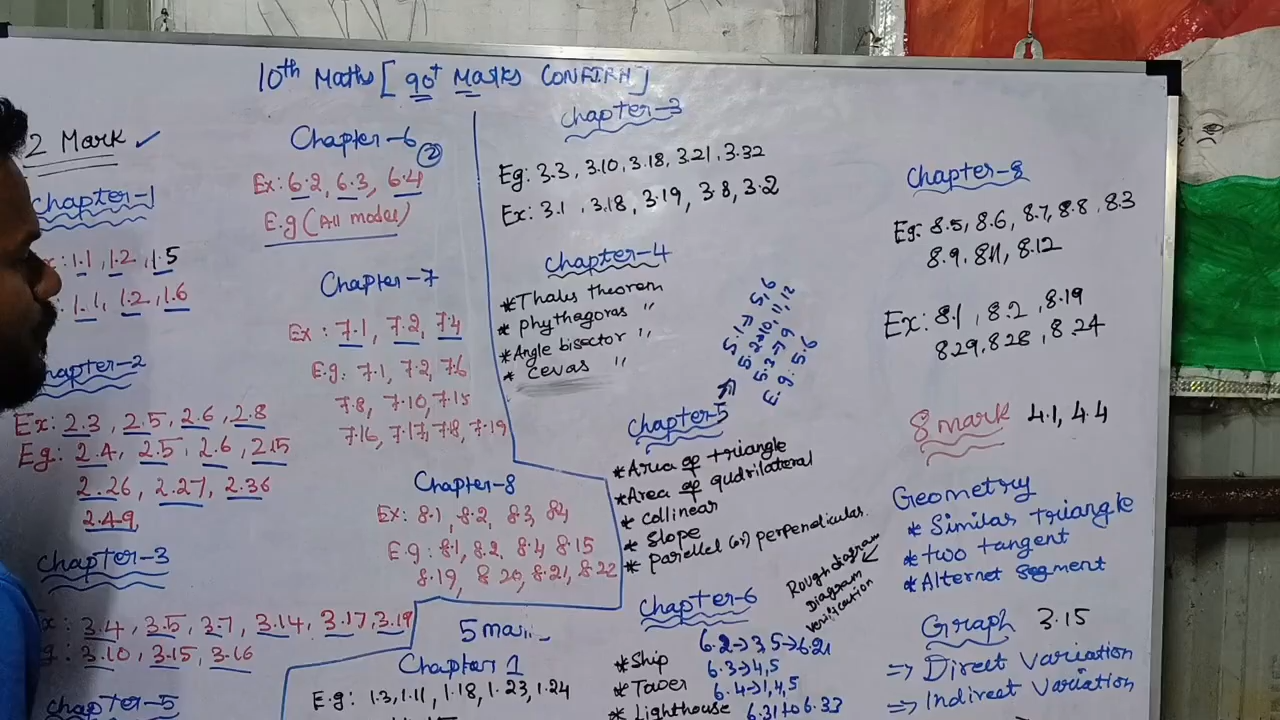 10th Maths [ 90+ Marks CONFIRM ]
2 Mark ✓
chapter-1
1.1, 1.2, 1.5
1.1, 1.2, 1.6
chapter-2
Ex: 2.3, 2.5, 2.6, 2.8
Eg: 2.4, 2.5, 2.6, 2.15
2.26, 2.27, 2.36
2.49,
chapter-3
3.4, 3.5, 3.7, 3.14, 3.17, 3.19
3.10, 3.15, 3.16
chapter-5
Chapter-6 ②
Ex: 6.2, 6.3, 6.4
E.g (All model)
Chapter-7
Ex: 7.1, 7.2, 7.4
E.g: 7.1, 7.2, 7.6
7.8, 7.10, 7.15
7.16, 7.17, 7.18, 7.19
Chapter-8
Ex: 8.1, 8.2, 8.3, 8.4
E.g: 8.1, 8.2, 8.4 8.15
8.19, 8.20, 8.21, 8.22
5 mar
Chapter 1
E.g: 1.3, 1.11, 1.18, 1.23, 1.24
chapter-3
Eg: 3.3, 3.10, 3.18, 3.21, 3.32
Ex: 3.1, 3.18, 3.19, 3.8, 3.2
chapter-4
*Thales theorem
* phythagoras "
*Angle bisector "
* cevas "
chapter-5
5.1→ 5,6
5.2→10,11,12
5.3→7,9
E.g: 5.6
*Area of triangle
*Area of qudrilateral
* collinear
* slope
* parellel (or) perpendicular.
chapter-6
6.2→3,5→6.21
*Ship
6.3→4,5
*Tower
6.4→1,4,5
*Lighthouse 6.31 to 6.33
Rough diagram
Diagram
verification
chapter-8
Eg: 8.5, 8.6, 8.7, 8.8, 8.3
8.9, 8.11, 8.12
Ex: 8.1, 8.2, 8.19
8.29, 8.28, 8.24
8 mark 4.1, 4.4
Geometry
* Similar triangle
* two tangent
* Alternet segment
Graph 3.15
⇒ Direct Variation
⇒ Indirect Variation